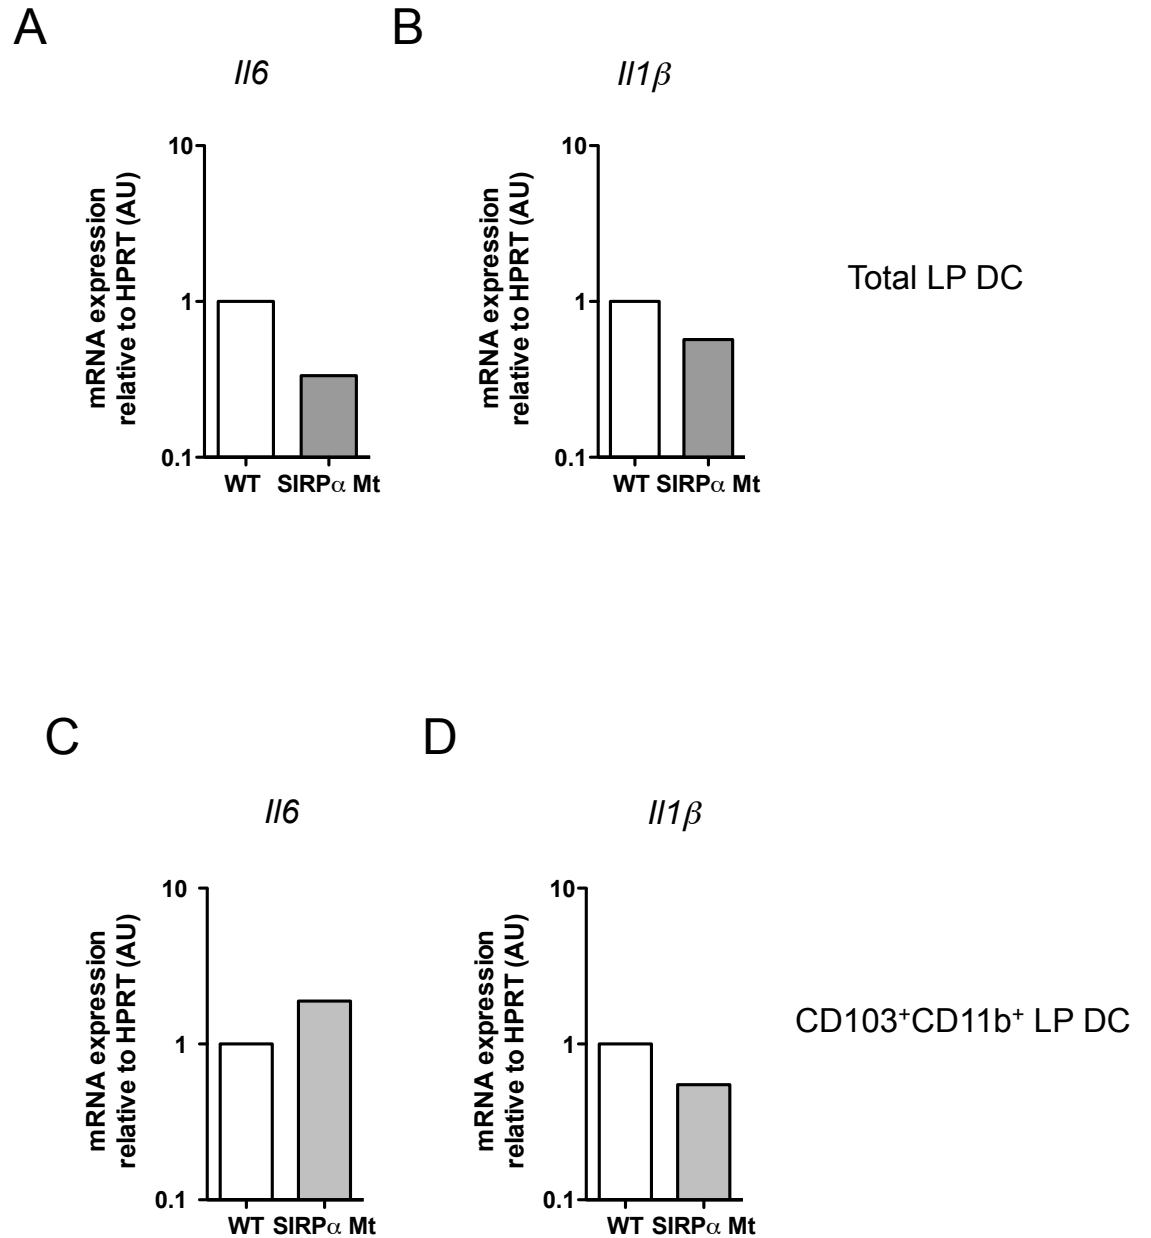 A
B
Il6
Il1β
10
1
0.1
mRNA expression
relative to HPRT (AU)
WT SIRPα Mt
10
1
0.1
mRNA expression
relative to HPRT (AU)
WT SIRPα Mt
Total LP DC
C
D
Il6
Il1β
10
1
0.1
mRNA expression
relative to HPRT (AU)
WT SIRPα Mt
10
1
0.1
mRNA expression
relative to HPRT (AU)
WT SIRPα Mt
CD103⁺CD11b⁺ LP DC